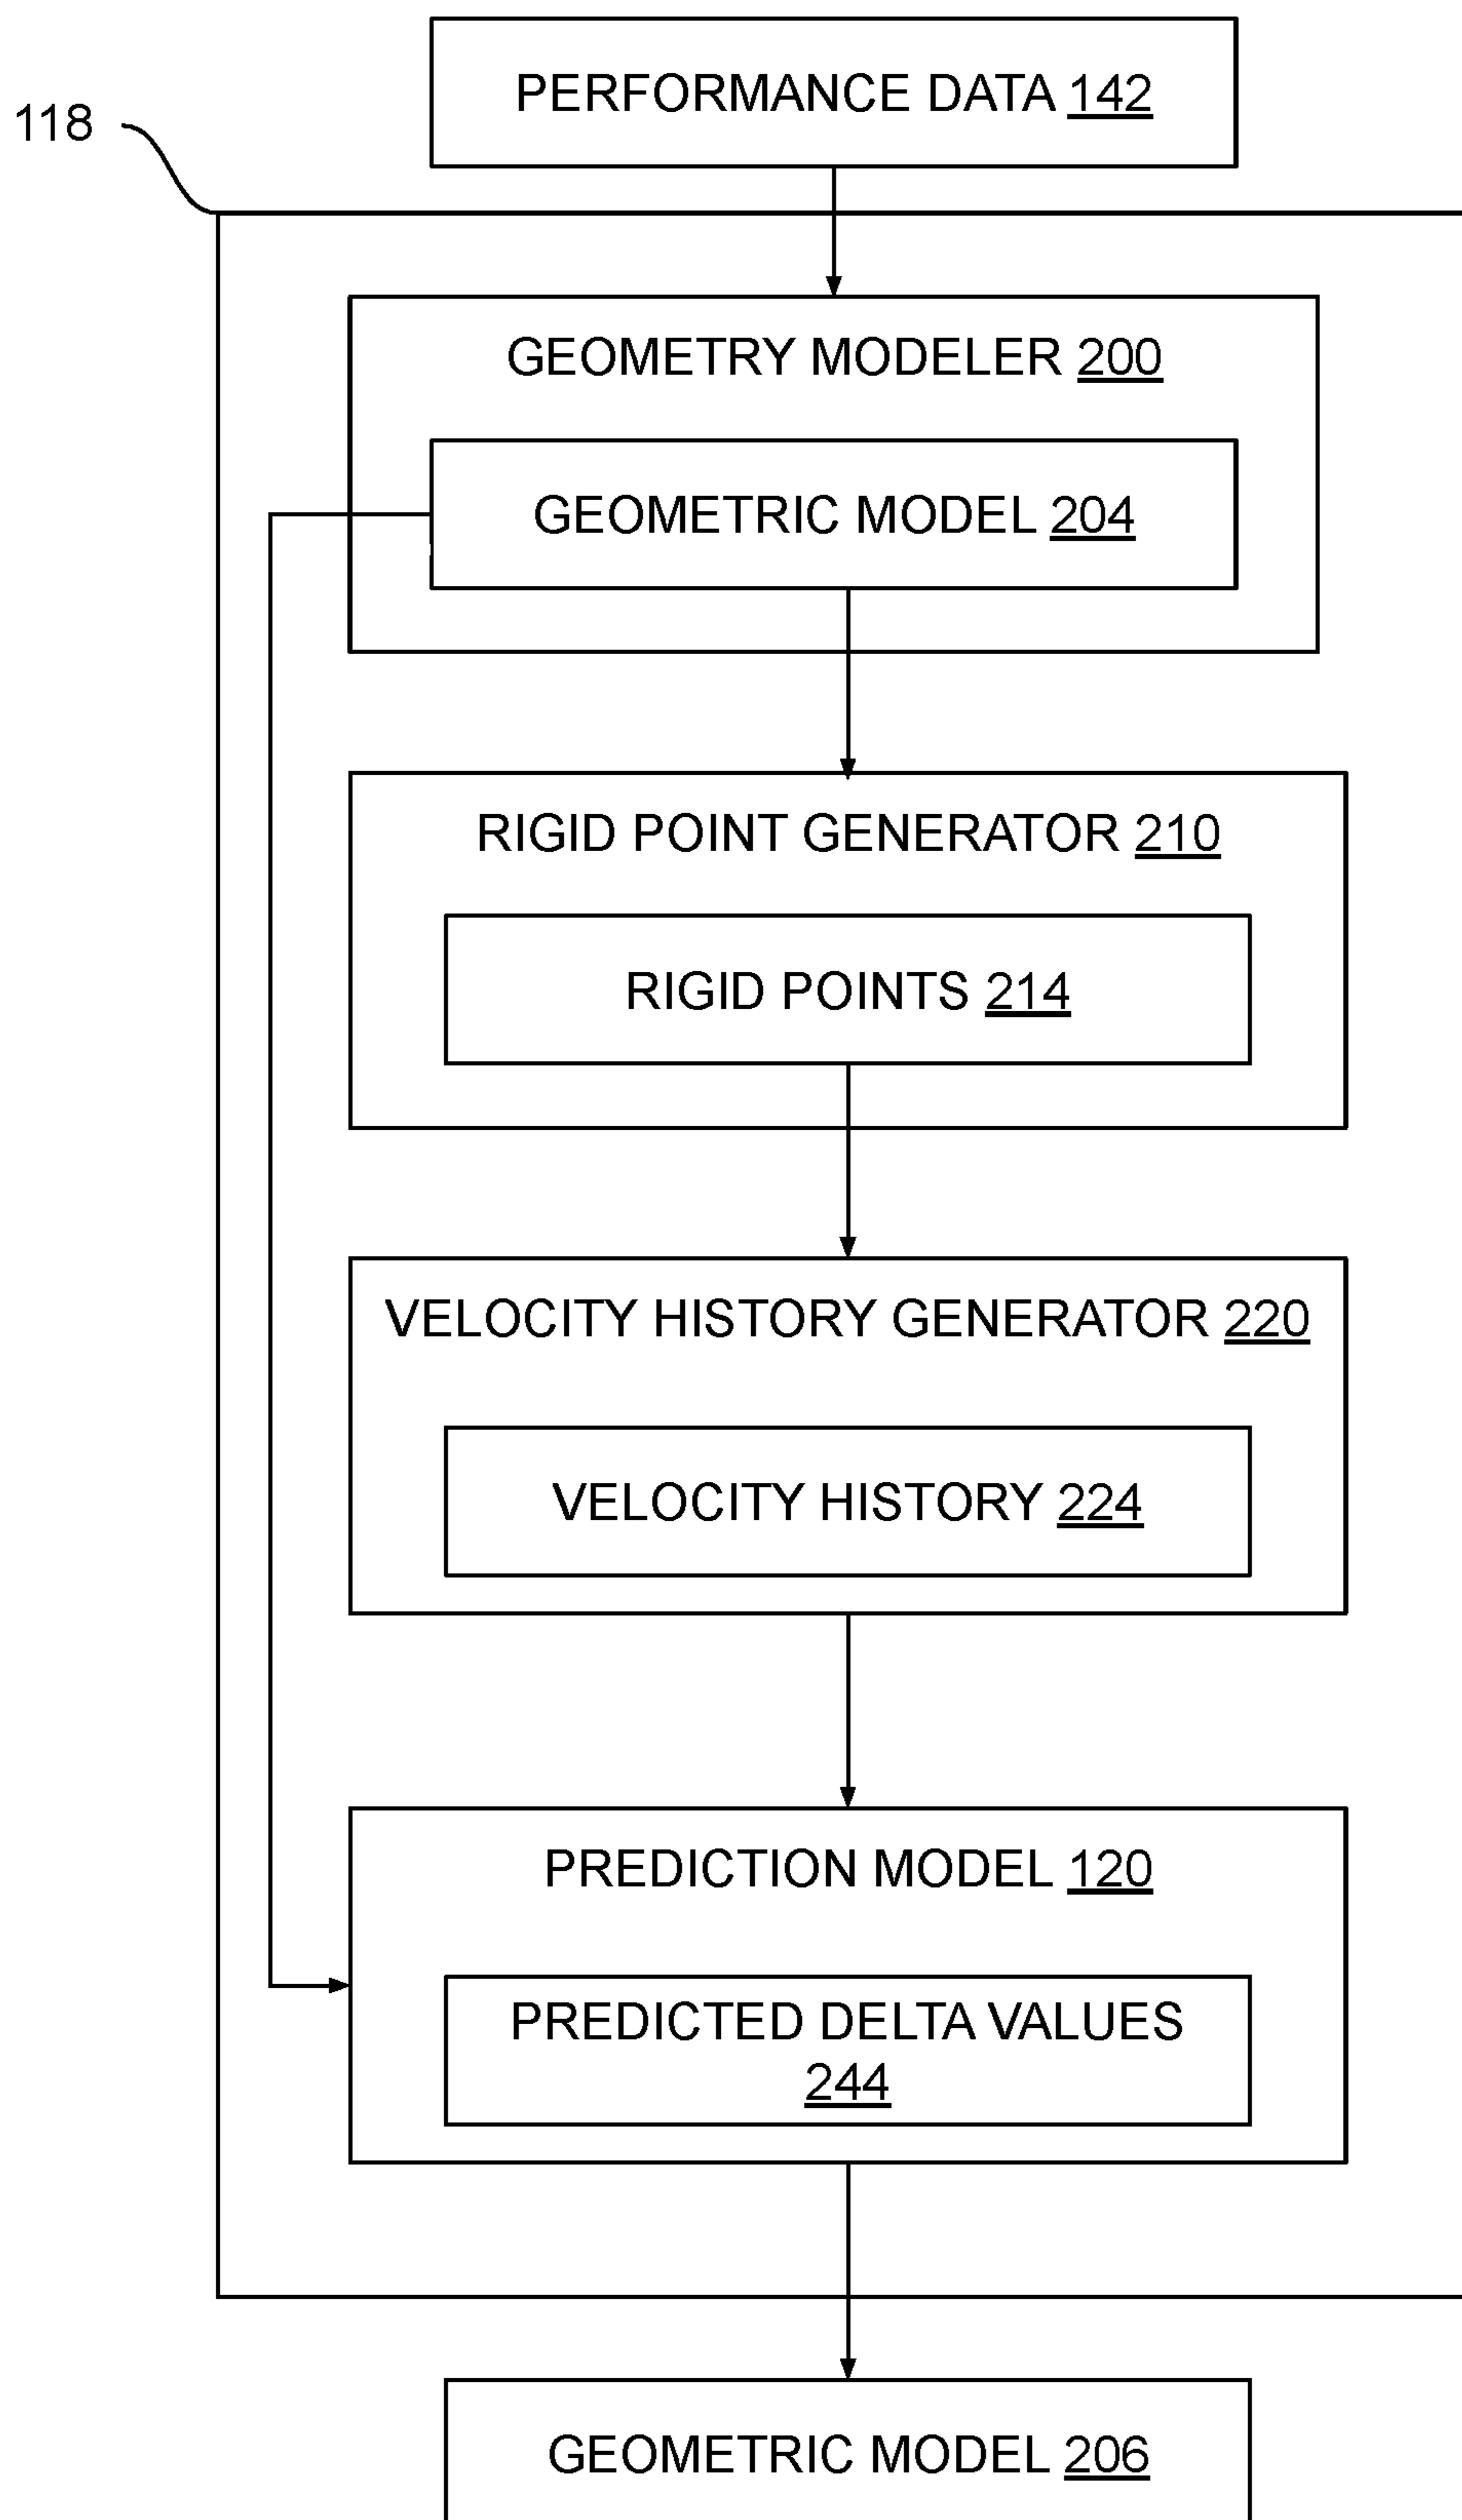 PERFORMANCE DATA 142
118
GEOMETRY MODELER 200
GEOMETRIC MODEL 204
RIGID POINT GENERATOR 210
RIGID POINTS 214
VELOCITY HISTORY GENERATOR 220
VELOCITY HISTORY 224
PREDICTION MODEL 120
PREDICTED DELTA VALUES
244
GEOMETRIC MODEL 206